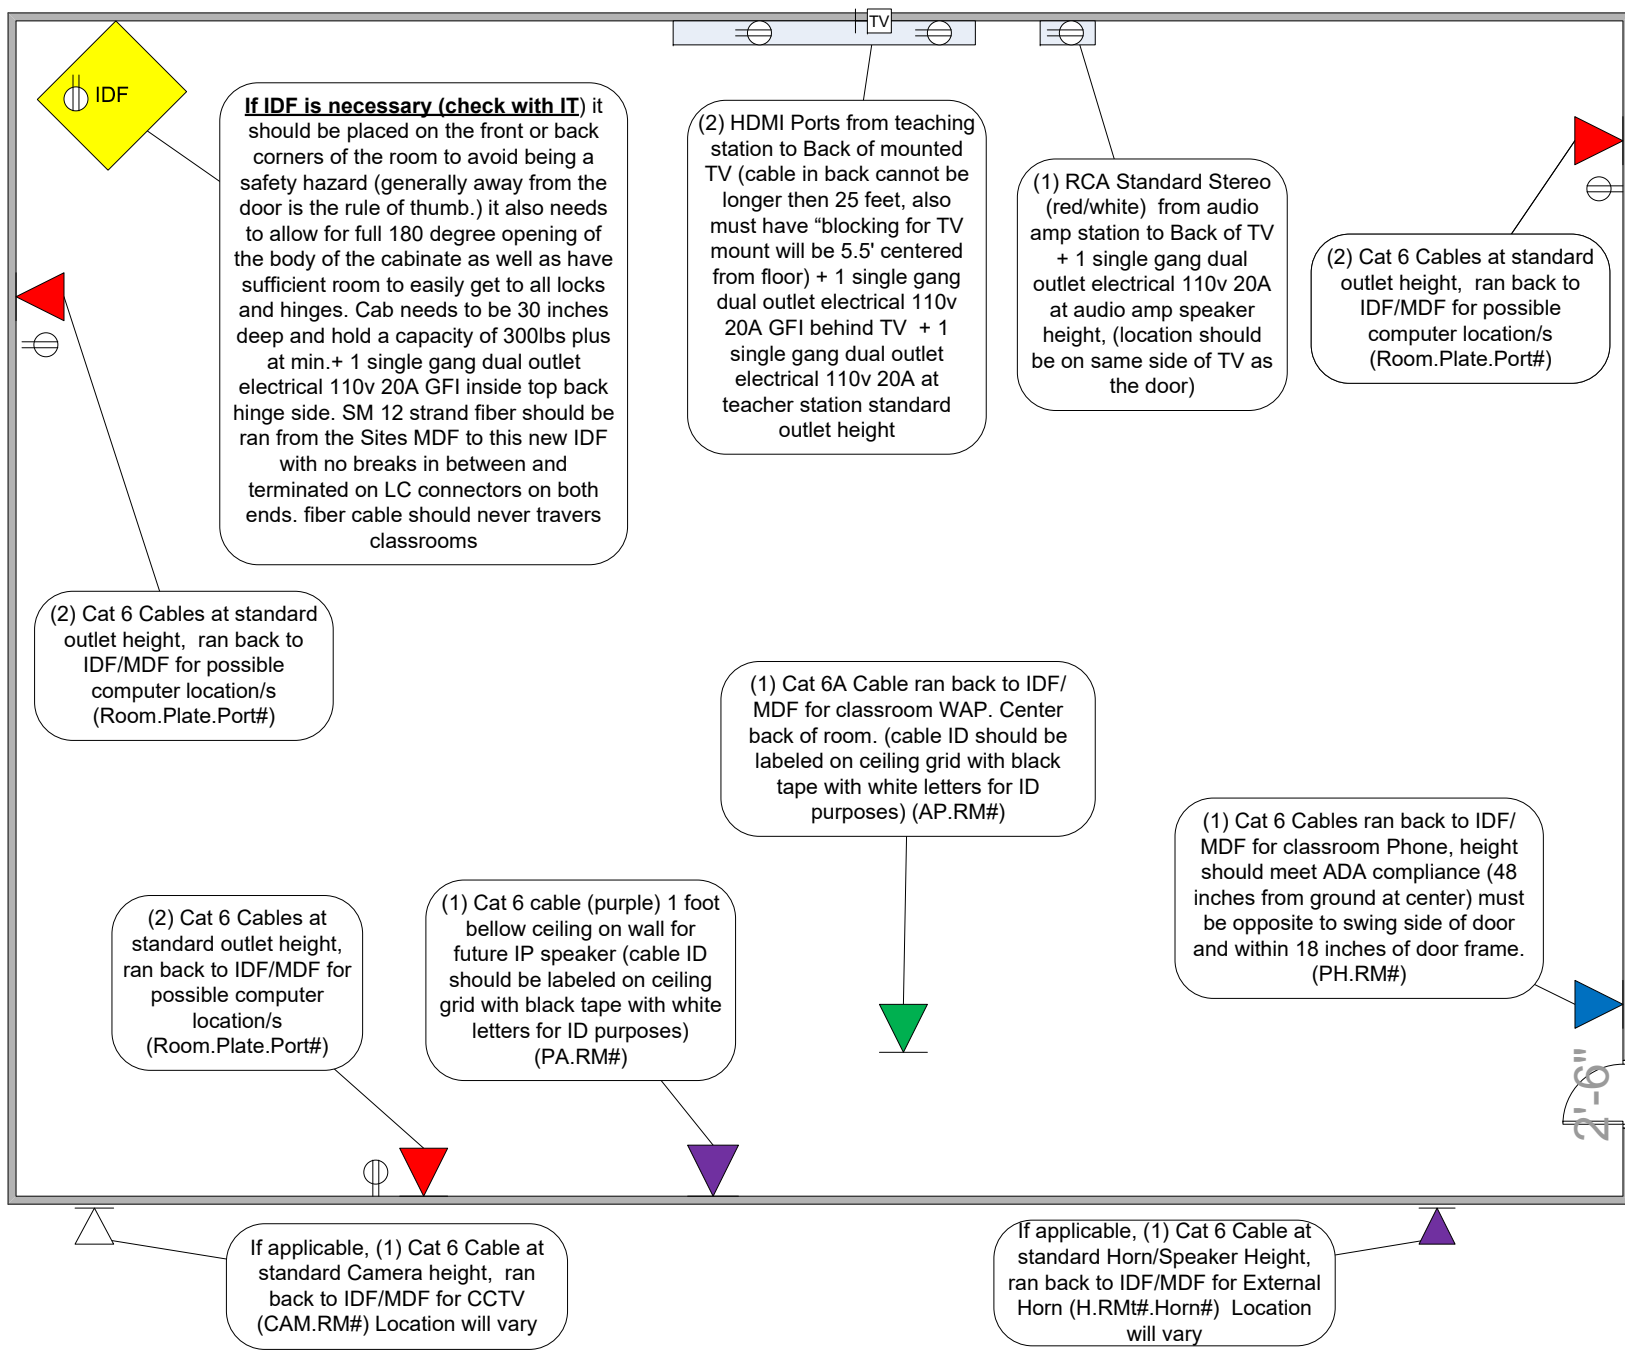 TV
IDF
If IDF is necessary (check with IT) it
should be placed on the front or back
corners of the room to avoid being a
safety hazard (generally away from the
door is the rule of thumb.) it also needs
to allow for full 180 degree opening of
the body of the cabinate as well as have
sufficient room to easily get to all locks
and hinges. Cab needs to be 30 inches
deep and hold a capacity of 300lbs plus
at min.+ 1 single gang dual outlet
electrical 110v 20A GFI inside top back
hinge side. SM 12 strand fiber should be
ran from the Sites MDF to this new IDF
with no breaks in between and
terminated on LC connectors on both
ends. fiber cable should never travers
classrooms
(2) HDMI Ports from teaching
station to Back of mounted
TV (cable in back cannot be
longer then 25 feet, also
must have “blocking for TV
mount will be 5.5' centered
from floor) + 1 single gang
dual outlet electrical 110v
20A GFI behind TV + 1
single gang dual outlet
electrical 110v 20A at
teacher station standard
outlet height
(1) RCA Standard Stereo
(red/white) from audio
amp station to Back of TV
+ 1 single gang dual
outlet electrical 110v 20A
at audio amp speaker
height, (location should
be on same side of TV as
the door)
(2) Cat 6 Cables at standard
outlet height, ran back to
IDF/MDF for possible
computer location/s
(Room.Plate.Port#)
(2) Cat 6 Cables at standard
outlet height, ran back to
IDF/MDF for possible
computer location/s
(Room.Plate.Port#)
(1) Cat 6A Cable ran back to IDF/
MDF for classroom WAP. Center
back of room. (cable ID should be
labeled on ceiling grid with black
tape with white letters for ID
purposes) (AP.RM#)
(1) Cat 6 Cables ran back to IDF/
MDF for classroom Phone, height
should meet ADA compliance (48
inches from ground at center) must
be opposite to swing side of door
and within 18 inches of door frame.
(PH.RM#)
(2) Cat 6 Cables at
standard outlet height,
ran back to IDF/MDF for
possible computer
location/s
(Room.Plate.Port#)
(1) Cat 6 cable (purple) 1 foot
bellow ceiling on wall for
future IP speaker (cable ID
should be labeled on ceiling
grid with black tape with white
letters for ID purposes)
(PA.RM#)
2'-6"
If applicable, (1) Cat 6 Cable at
standard Camera height, ran
back to IDF/MDF for CCTV
(CAM.RM#) Location will vary
If applicable, (1) Cat 6 Cable at
standard Horn/Speaker Height,
ran back to IDF/MDF for External
Horn (H.RMt#.Horn#) Location
will vary